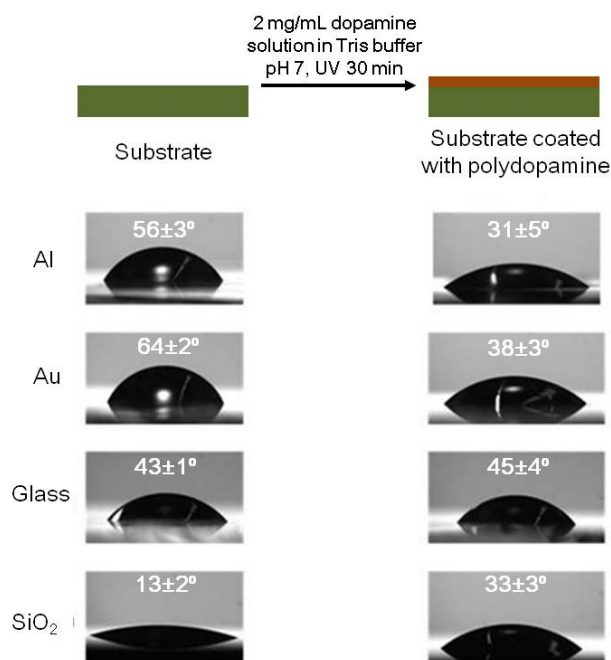 2 mg/mL dopamine
solution in Tris buffer
pH 7, UV 30 min
Substrate
Substrate coated
with polydopamine
Al
56±3º
31±5º
Au
64±2º
38±3º
Glass
43±1º
45±4º
SiO₂
13±2º
33±3º